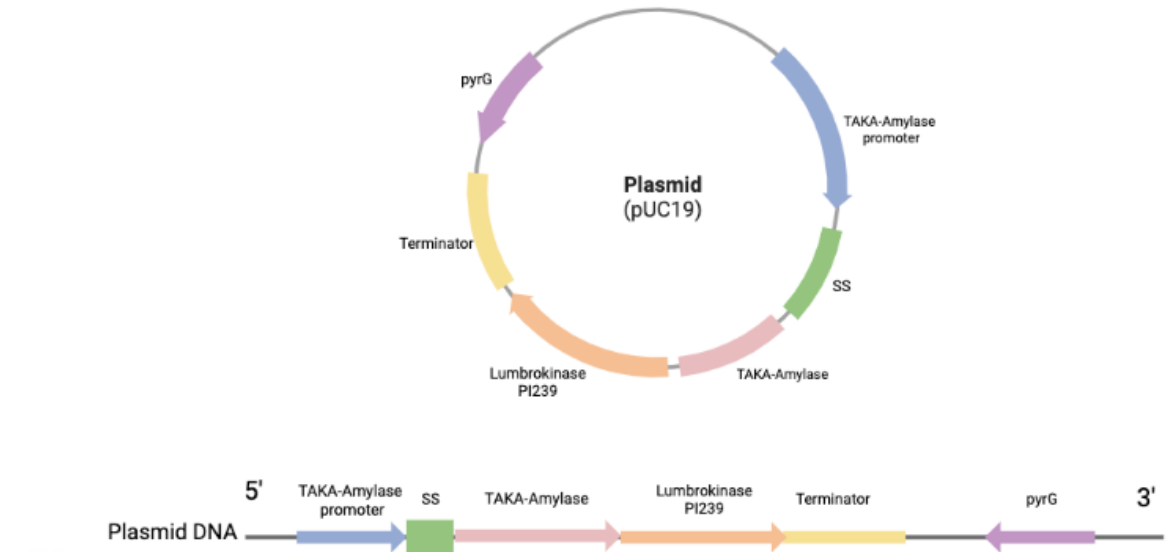 pyrG
TAKA-Amylase
promoter
Plasmid
(pUC19)
Terminator
SS
Lumbrokinase
PI239
TAKA-Amylase
5'
TAKA-Amylase
promoter
SS
TAKA-Amylase
Lumbrokinase
PI239
Terminator
pyrG
3'
Plasmid DNA